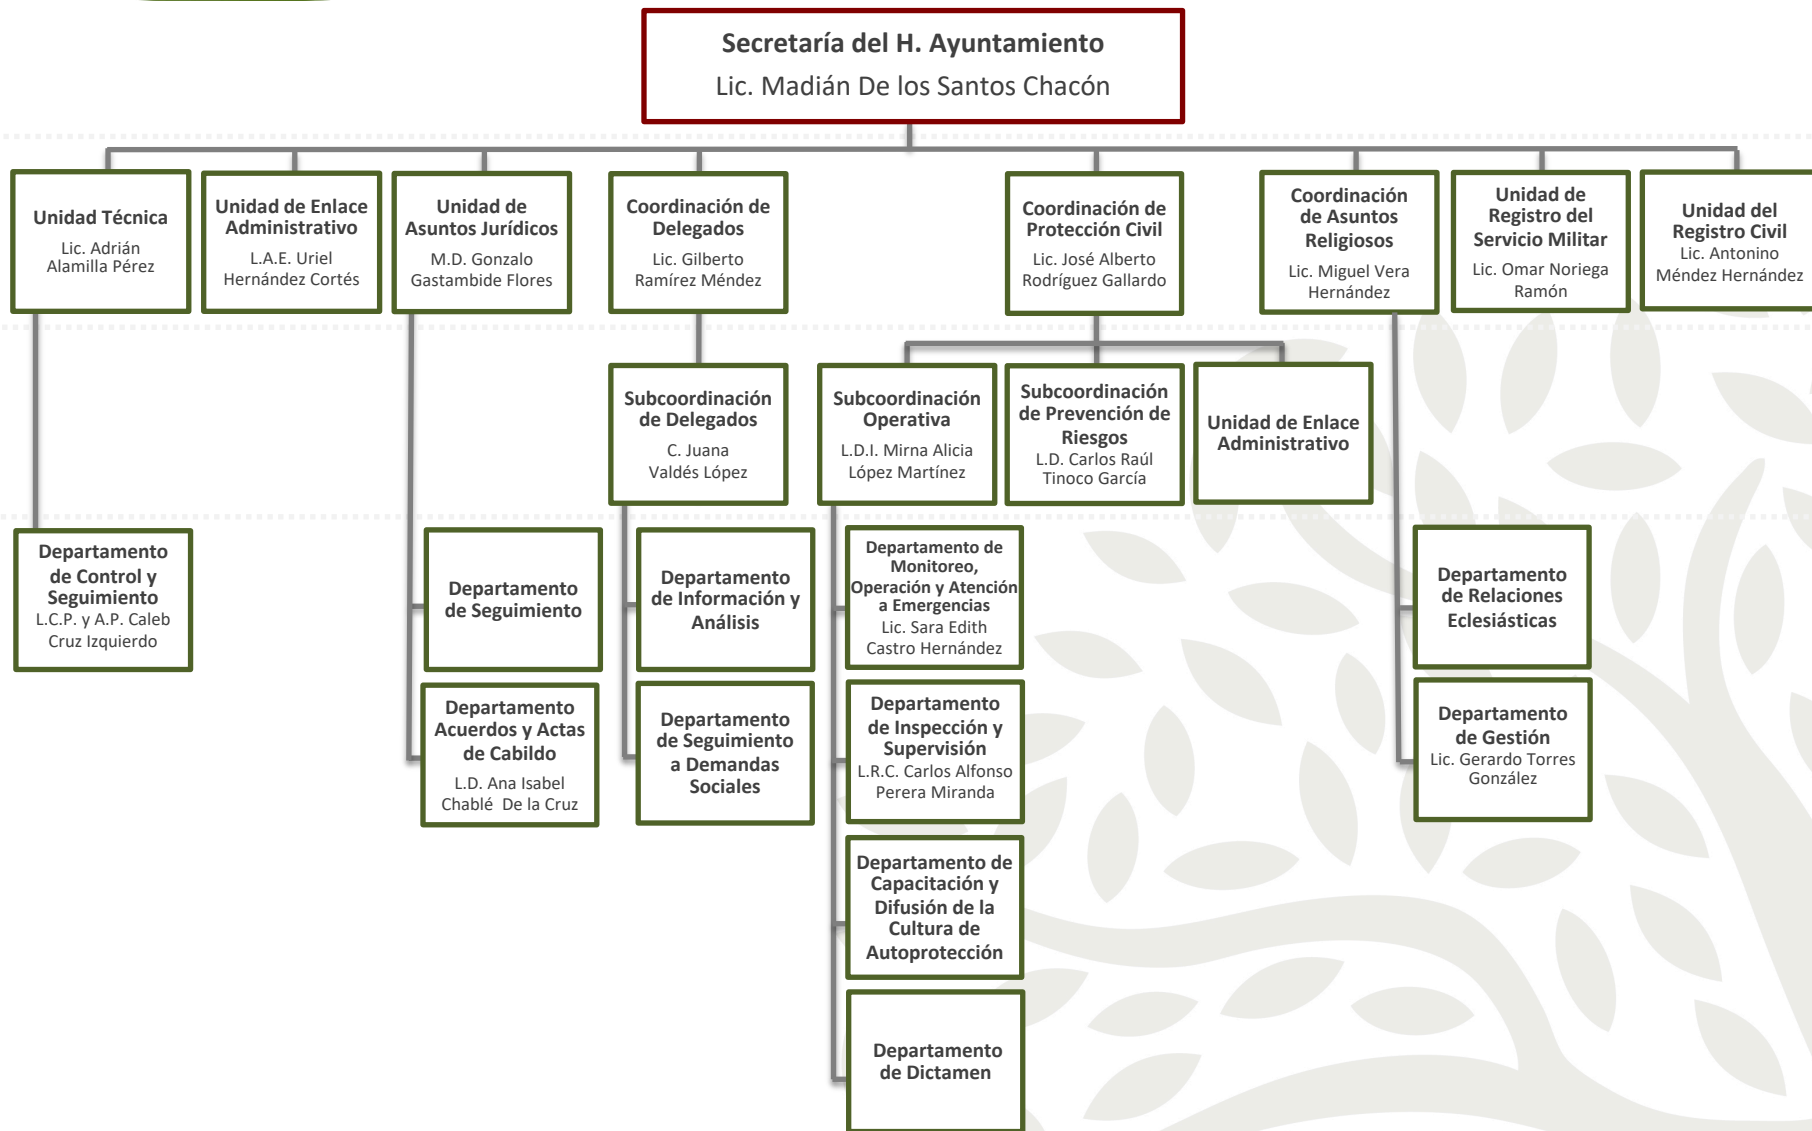 Secretaría del H. Ayuntamiento
Lic. Madián De los Santos Chacón
Unidad Técnica
Lic. Adrián
Alamilla Pérez
Unidad de Enlace
Administrativo
L.A.E. Uriel
Hernández Cortés
Unidad de
Asuntos Jurídicos
M.D. Gonzalo
Gastambide Flores
Coordinación de
Delegados
Lic. Gilberto
Ramírez Méndez
Coordinación de
Protección Civil
Lic. José Alberto
Rodríguez Gallardo
Coordinación
de Asuntos
Religiosos
Lic. Miguel Vera
Hernández
Unidad de
Registro del
Servicio Militar
Lic. Omar Noriega
Ramón
Unidad del
Registro Civil
Lic. Antonino
Méndez Hernández
Subcoordinación
de Delegados
C. Juana
Valdés López
Subcoordinación
Operativa
L.D.I. Mirna Alicia
López Martínez
Subcoordinación
de Prevención de
Riesgos
L.D. Carlos Raúl
Tinoco García
Unidad de Enlace
Administrativo
Departamento
de Control y
Seguimiento
L.C.P. y A.P. Caleb
Cruz Izquierdo
Departamento
de Seguimiento
Departamento
de Información y
Análisis
Departamento de
Monitoreo,
Operación y Atención
a Emergencias
Lic. Sara Edith
Castro Hernández
Departamento
de Relaciones
Eclesiásticas
Departamento
Acuerdos y Actas
de Cabildo
L.D. Ana Isabel
Chablé De la Cruz
Departamento
de Seguimiento
a Demandas
Sociales
Departamento
de Inspección y
Supervisión
L.R.C. Carlos Alfonso
Perera Miranda
Departamento
de Gestión
Lic. Gerardo Torres
González
Departamento de
Capacitación y
Difusión de la
Cultura de
Autoprotección
Departamento
de Dictamen